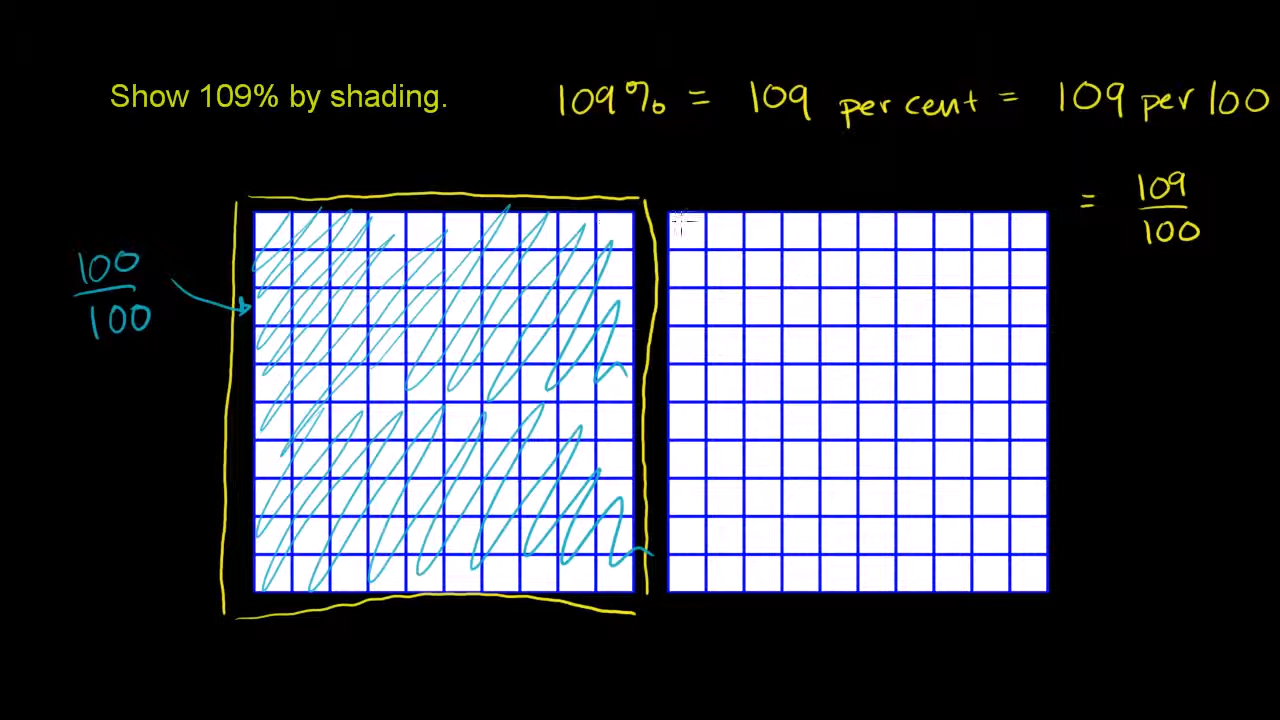 Show 109% by shading.
109% = 109 per cent = 109 per 100
= 109
100
100
100